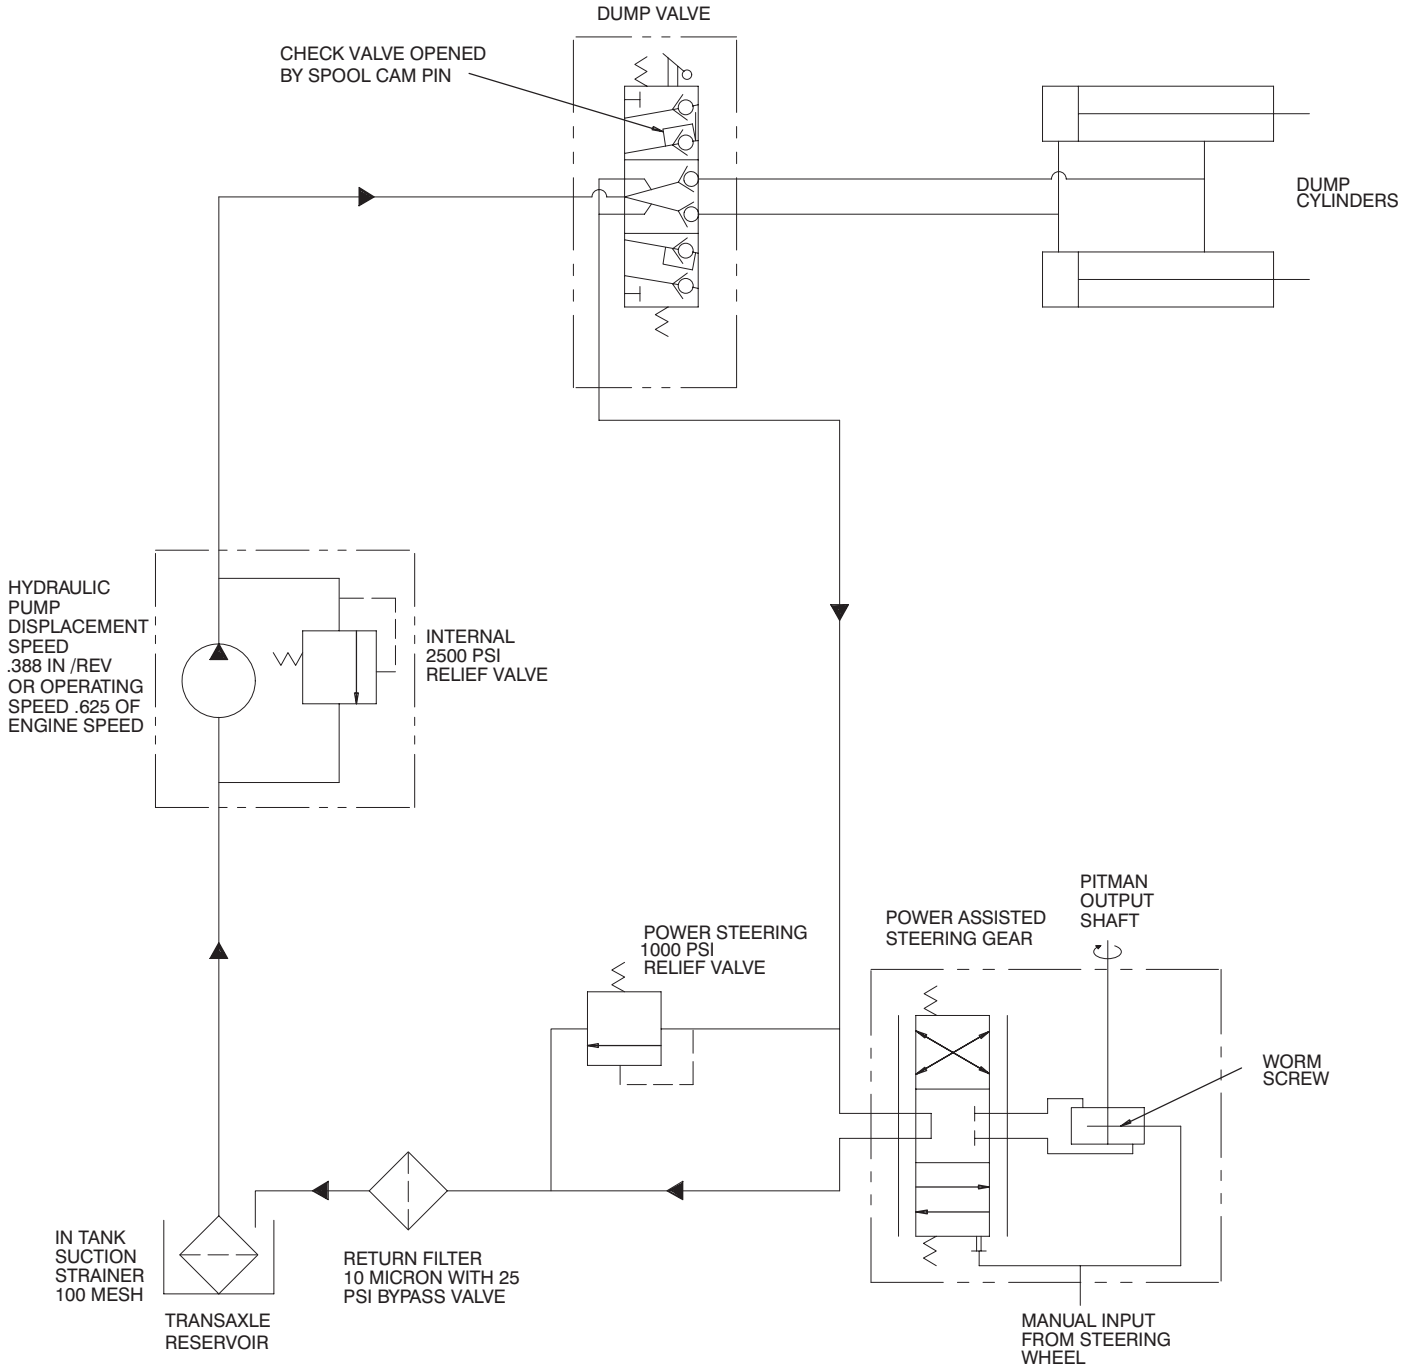 DUMP VALVE
CHECK VALVE OPENED
BY SPOOL CAM PIN
DUMP
CYLINDERS
HYDRAULIC
PUMP
DISPLACEMENT
SPEED
.388 IN /REV
OR OPERATING
SPEED .625 OF
ENGINE SPEED
INTERNAL
2500 PSI
RELIEF VALVE
PITMAN
OUTPUT
SHAFT
POWER ASSISTED
STEERING GEAR
POWER STEERING
1000 PSI
RELIEF VALVE
WORM
SCREW
IN TANK
SUCTION
STRAINER
100 MESH
RETURN FILTER
10 MICRON WITH 25
PSI BYPASS VALVE
TRANSAXLE
RESERVOIR
MANUAL INPUT
FROM STEERING
WHEEL